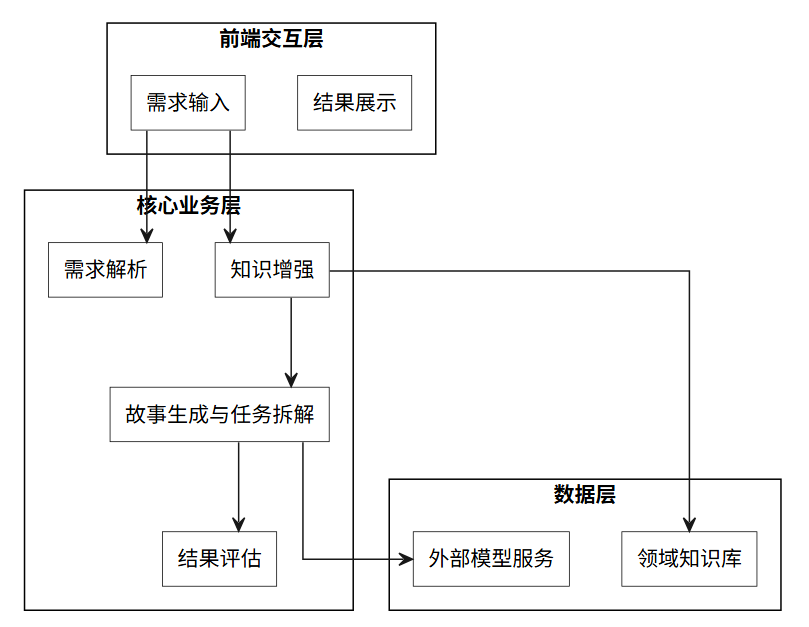 前端交互层
需求输入
结果展示
核心业务层
需求解析
知识增强
故事生成与任务拆解
结果评估
数据层
外部模型服务
领域知识库